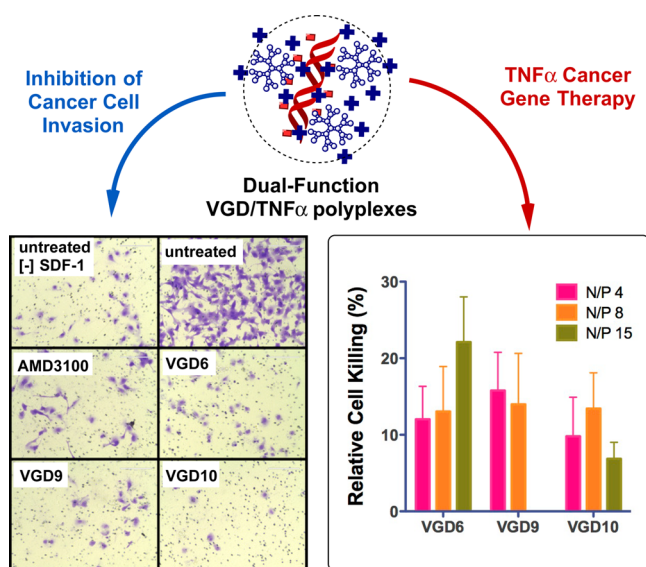 Inhibition of
Cancer Cell
Invasion
TNFα Cancer
Gene Therapy
Dual-Function
VGD/TNFα polyplexes
untreated
[-] SDF-1
untreated
AMD3100
VGD6
VGD9
VGD10
Relative Cell Killing (%)
30
20
10
0
N/P 4
N/P 8
N/P 15
VGD6
VGD9
VGD10